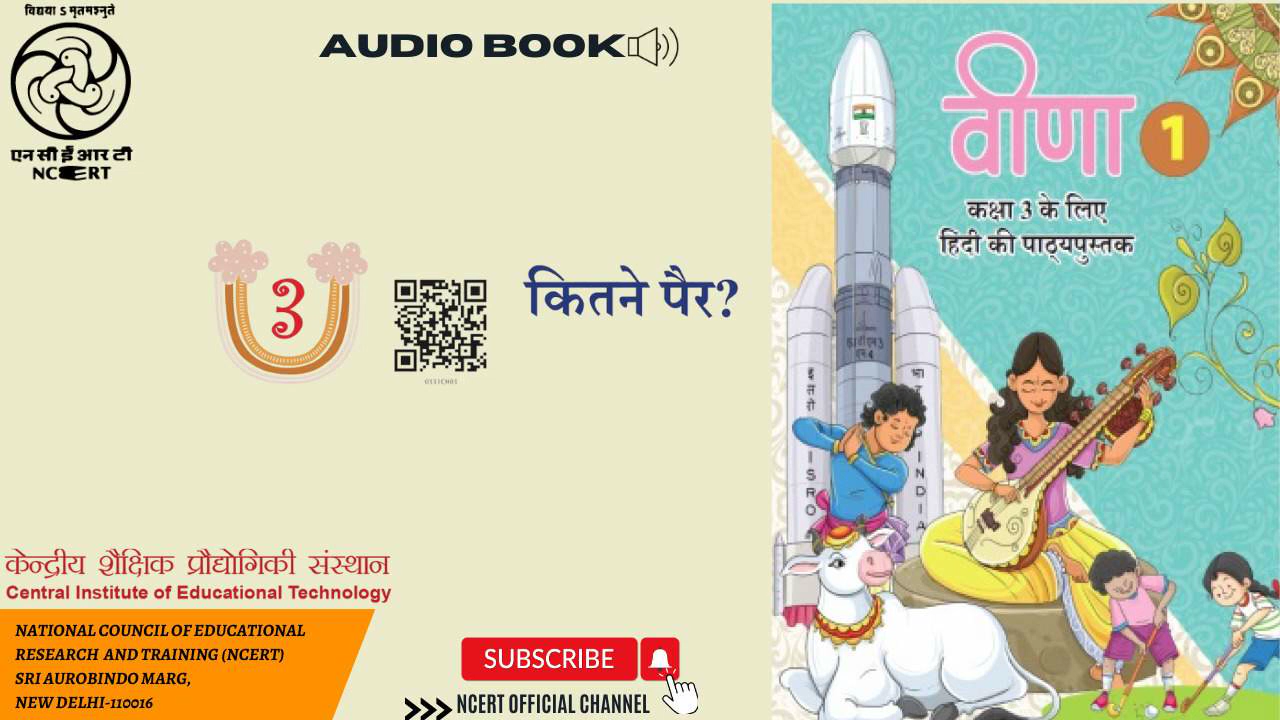 विद्यया ऽ मृतमश्नुते
एन सी ई आर टी
NCERT
AUDIO BOOK
3
कितने पैर?
केन्द्रीय शैक्षिक प्रौद्योगिकी संस्थान
Central Institute of Educational Technology
NATIONAL COUNCIL OF EDUCATIONAL
RESEARCH AND TRAINING (NCERT)
SRI AUROBINDO MARG,
NEW DELHI-110016
SUBSCRIBE
NCERT OFFICIAL CHANNEL
वीणा 1
कक्षा 3 के लिए
हिंदी की पाठ्यपुस्तक
इसरो
ISRO
भा
INDIA